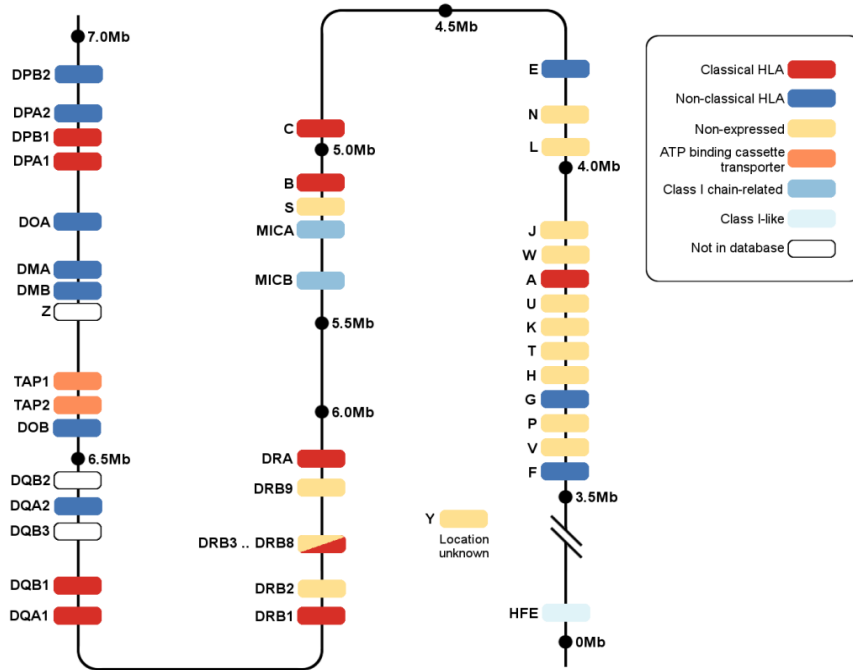 7.0Mb
DPB2
DPA2
DPB1
DPA1
DOA
DMA
DMB
Z
TAP1
TAP2
DOB
6.5Mb
DQB2
DQA2
DQB3
DQB1
DQA1
4.5Mb
C
5.0Mb
B
S
MICA
MICB
5.5Mb
6.0Mb
DRA
DRB9
DRB3 .. DRB8
DRB2
DRB1
E
N
L
4.0Mb
J
W
A
U
K
T
H
G
P
V
F
3.5Mb
Y
Location
unknown
HFE
0Mb
Classical HLA
Non-classical HLA
Non-expressed
ATP binding cassette
transporter
Class I chain-related
Class I-like
Not in database